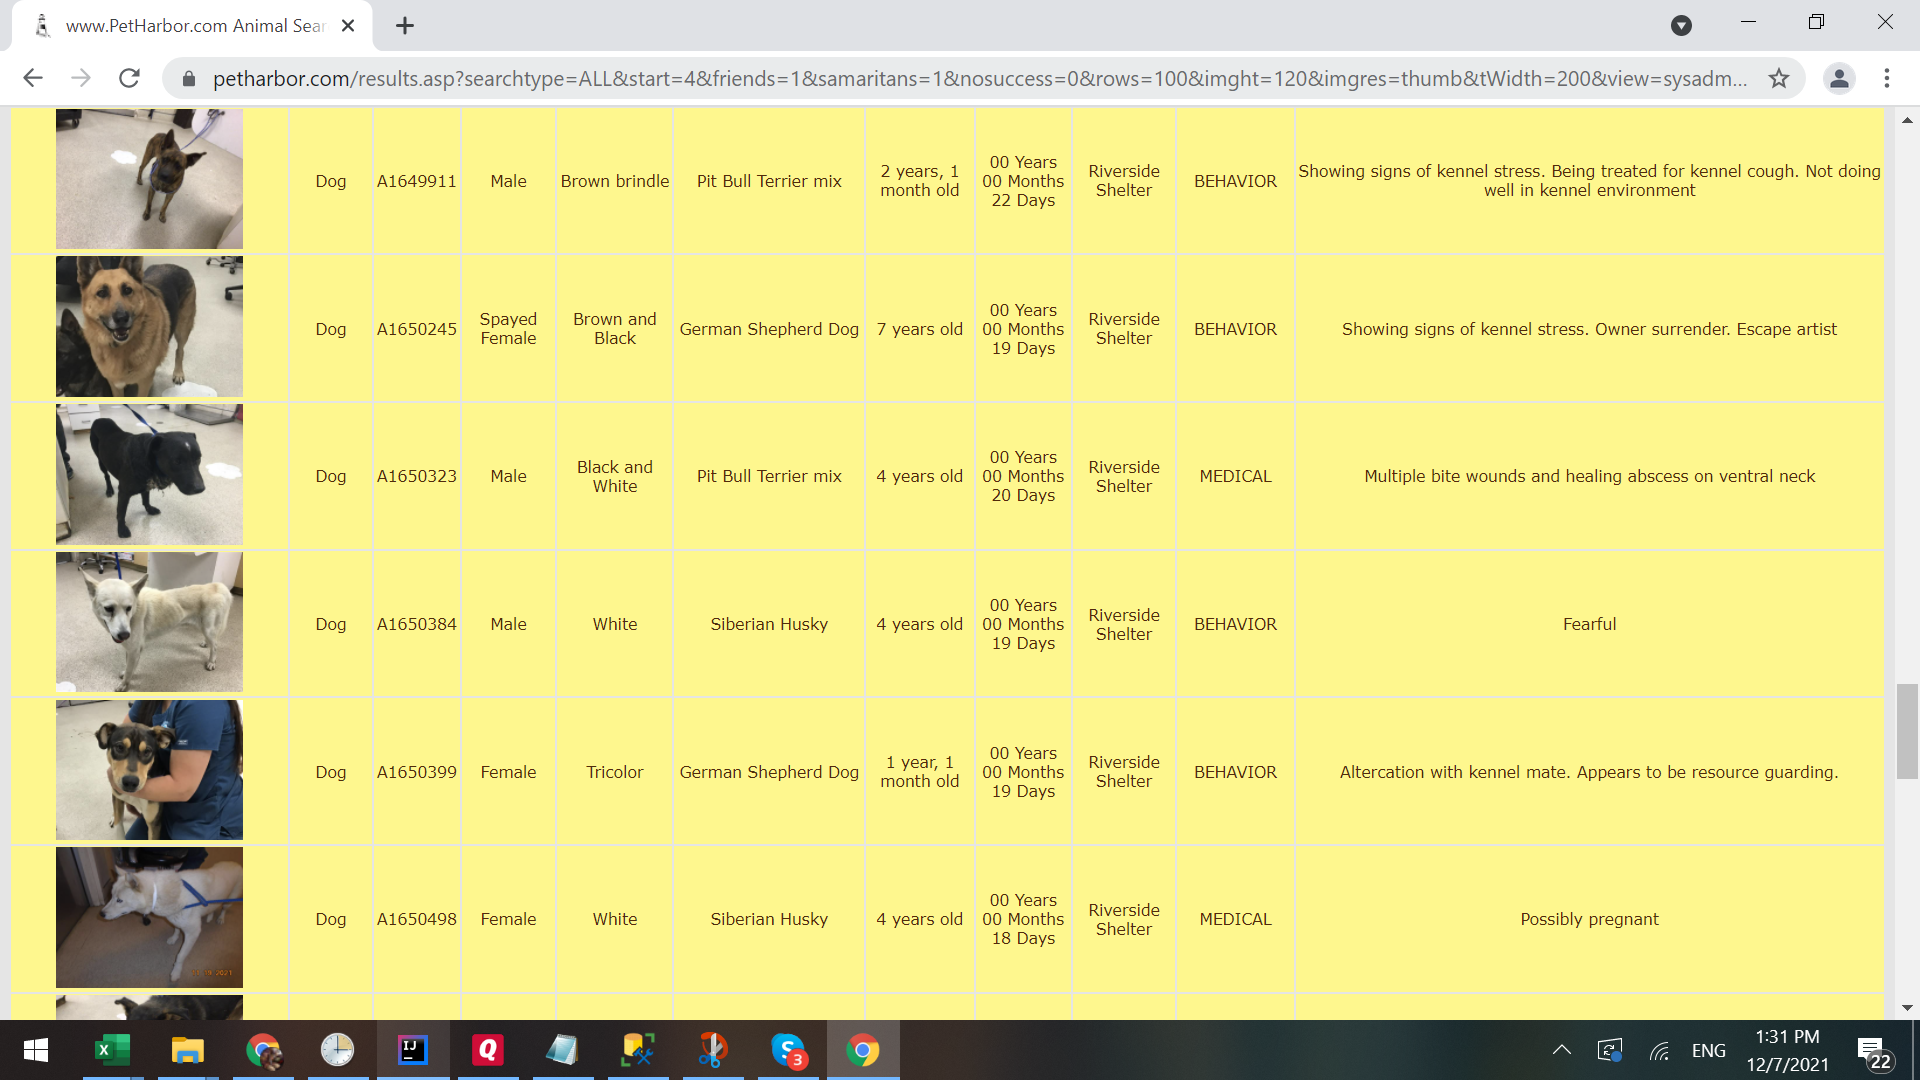 www.PetHarbor.com Animal Sear
petharbor.com/results.asp?searchtype=ALL&start=4&friends=1&samaritans=1&nosuccess=0&rows=100&imght=120&imgres=thumb&tWidth=200&view=sysadm...
Dog A1649911 Male Brown brindle Pit Bull Terrier mix 2 years, 1 month old 00 Years 00 Months 22 Days Riverside Shelter BEHAVIOR Showing signs of kennel stress. Being treated for kennel cough. Not doing well in kennel environment
Dog A1650245 Spayed Female Brown and Black German Shepherd Dog 7 years old 00 Years 00 Months 19 Days Riverside Shelter BEHAVIOR Showing signs of kennel stress. Owner surrender. Escape artist
Dog A1650323 Male Black and White Pit Bull Terrier mix 4 years old 00 Years 00 Months 20 Days Riverside Shelter MEDICAL Multiple bite wounds and healing abscess on ventral neck
Dog A1650384 Male White Siberian Husky 4 years old 00 Years 00 Months 19 Days Riverside Shelter BEHAVIOR Fearful
Dog A1650399 Female Tricolor German Shepherd Dog 1 year, 1 month old 00 Years 00 Months 19 Days Riverside Shelter BEHAVIOR Altercation with kennel mate. Appears to be resource guarding.
Dog A1650498 Female White Siberian Husky 4 years old 00 Years 00 Months 18 Days Riverside Shelter MEDICAL Possibly pregnant
X
IJ
Q
S
3
ENG
1:31 PM
12/7/2021
22